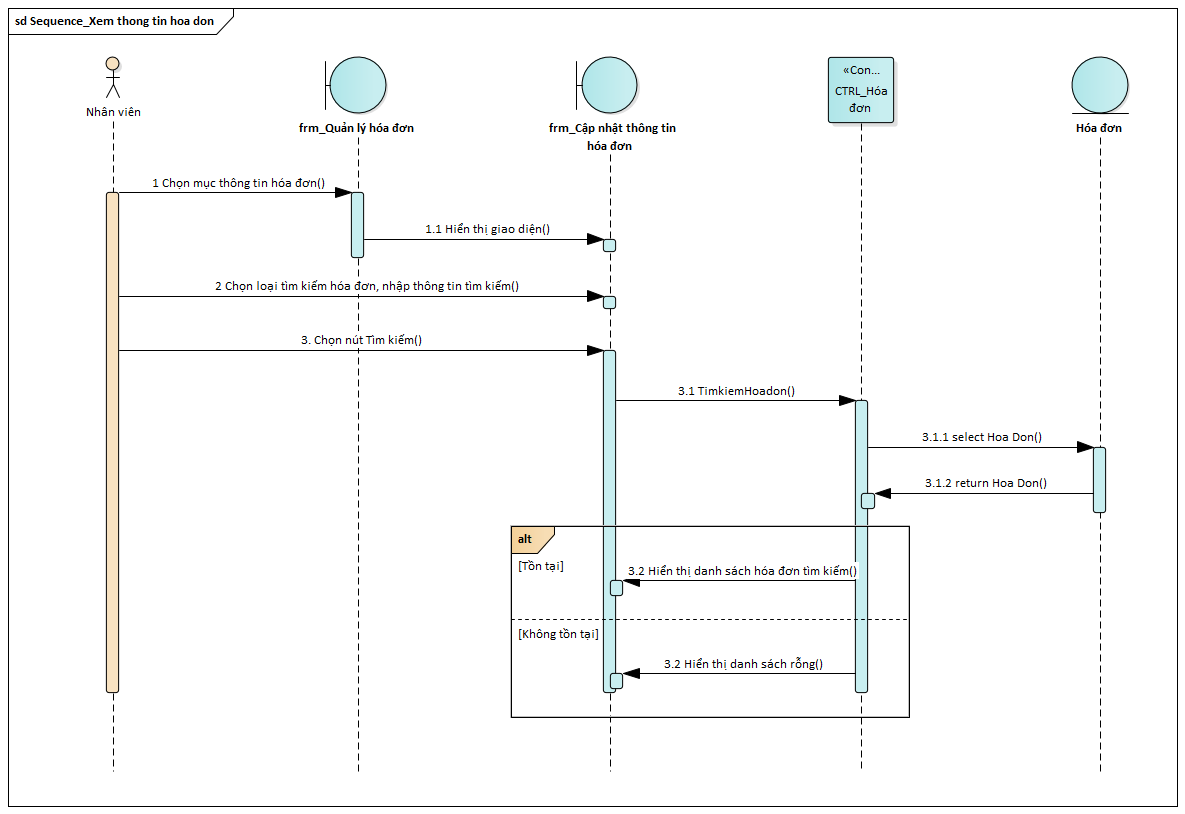 sd Sequence_Xem thong tin hoa don
Nhân viên
frm_Quản lý hóa đơn
frm_Cập nhật thông tin
hóa đơn
«Con...
CTRL_Hóa
đơn
Hóa đơn
1 Chọn mục thông tin hóa đơn()
1.1 Hiển thị giao diện()
2 Chọn loại tìm kiếm hóa đơn, nhập thông tin tìm kiếm()
3. Chọn nút Tìm kiếm()
3.1 TimkiemHoadon()
3.1.1 select Hoa Don()
3.1.2 return Hoa Don()
alt
[Tồn tại]
3.2 Hiển thị danh sách hóa đơn tìm kiếm()
[Không tồn tại]
3.2 Hiển thị danh sách rỗng()